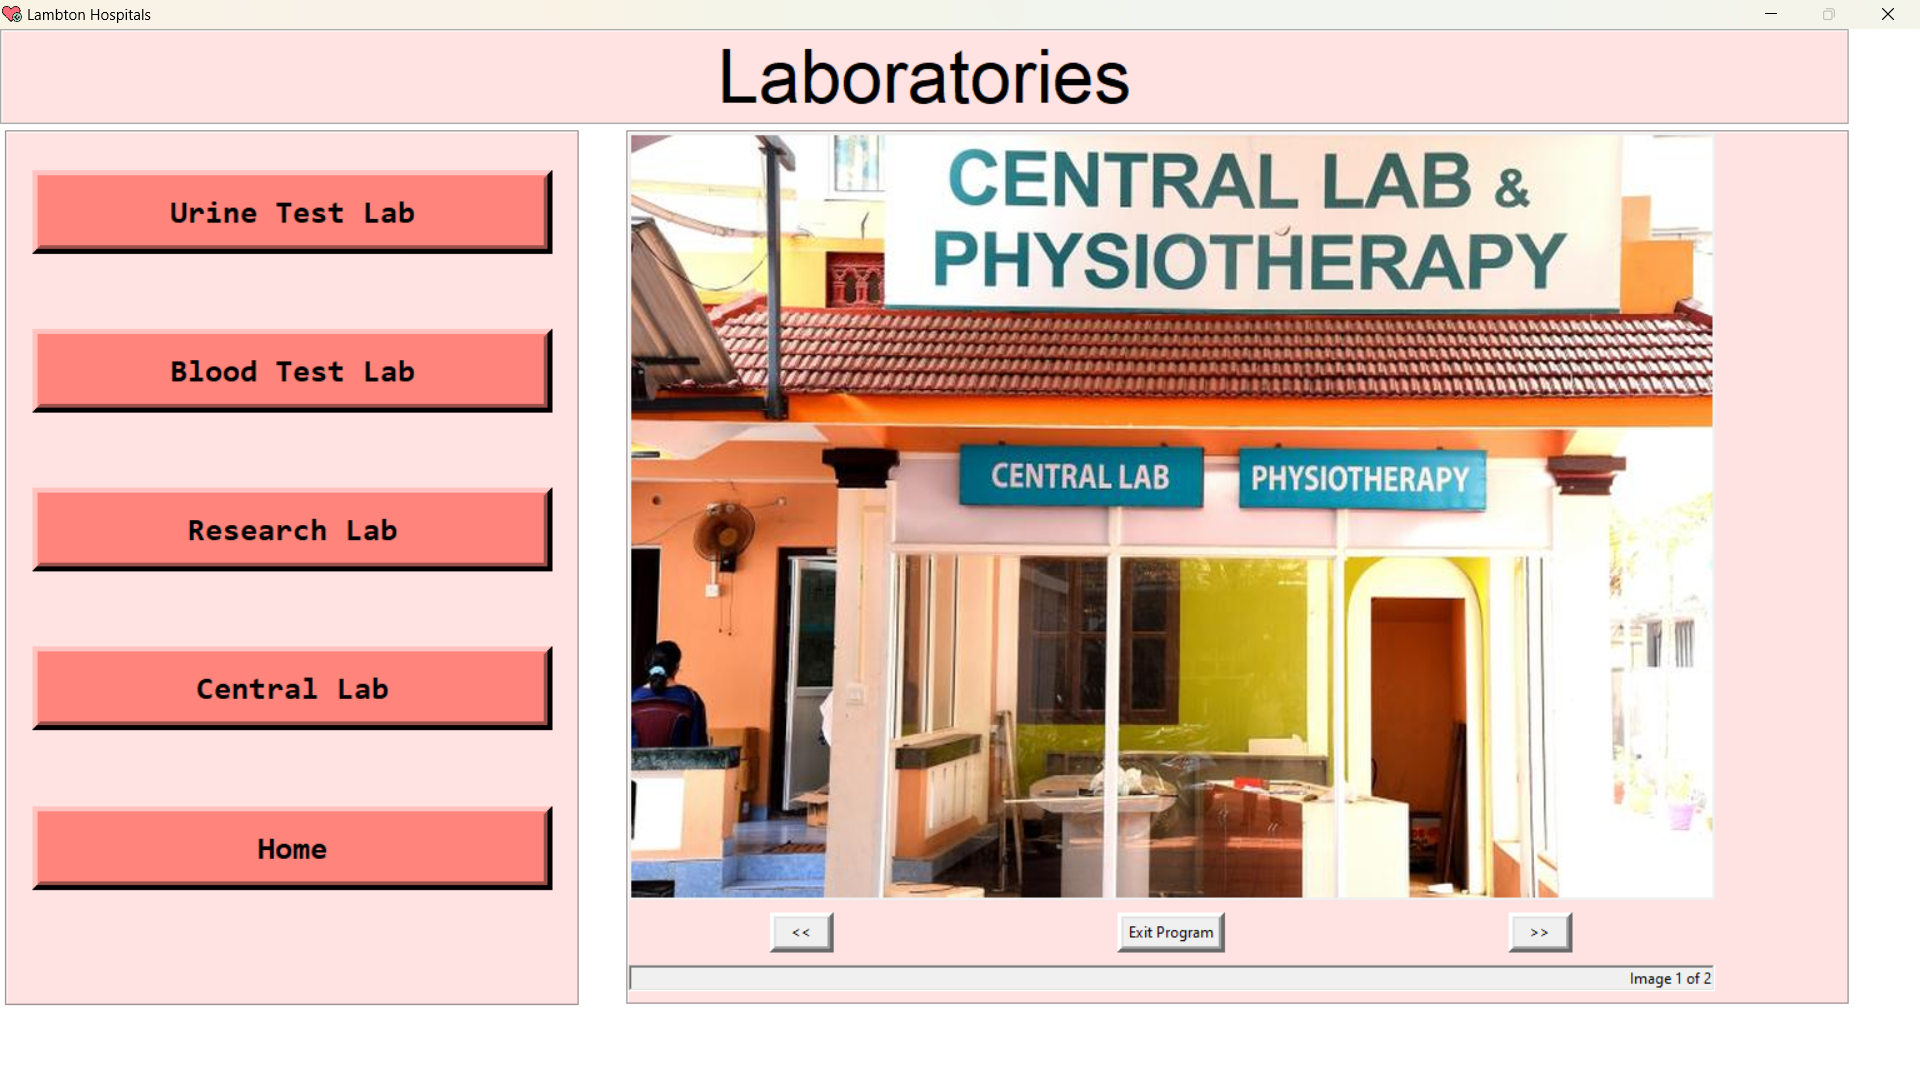 Lambton Hospitals
Laboratories
Urine Test Lab
Blood Test Lab
Research Lab
Central Lab
Home
CENTRAL LAB &
PHYSIOTHERAPY
CENTRAL LAB
PHYSIOTHERAPY
<<
Exit Program
>>
Image 1 of 2